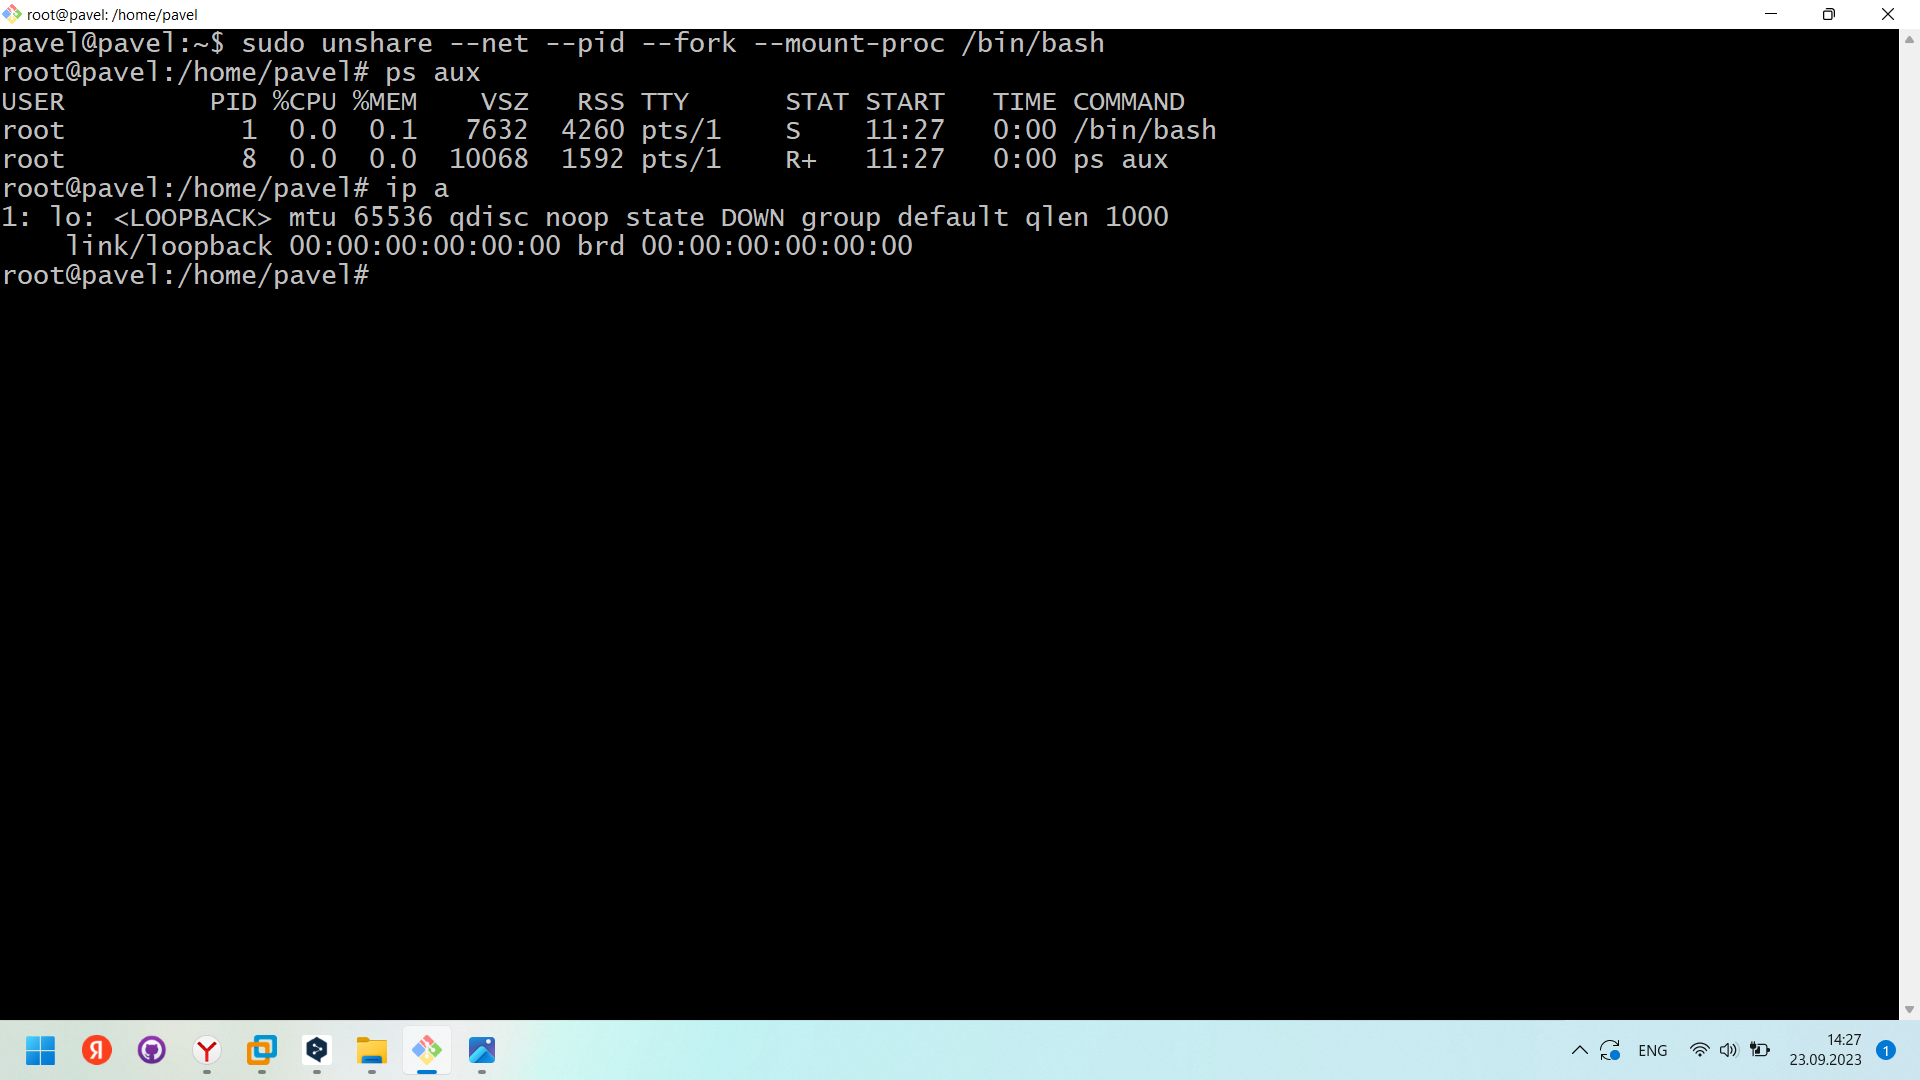 root@pavel: /home/pavel
pavel@pavel:~$ sudo unshare --net --pid --fork --mount-proc /bin/bash
root@pavel:/home/pavel# ps aux
USER         PID %CPU %MEM    VSZ   RSS TTY      STAT START   TIME COMMAND
root           1  0.0  0.1   7632  4260 pts/1    S    11:27   0:00 /bin/bash
root           8  0.0  0.0  10068  1592 pts/1    R+   11:27   0:00 ps aux
root@pavel:/home/pavel# ip a
1: lo: <LOOPBACK> mtu 65536 qdisc noop state DOWN group default qlen 1000
    link/loopback 00:00:00:00:00:00 brd 00:00:00:00:00:00
root@pavel:/home/pavel#
Я
Y
ENG
14:27
23.09.2023
1